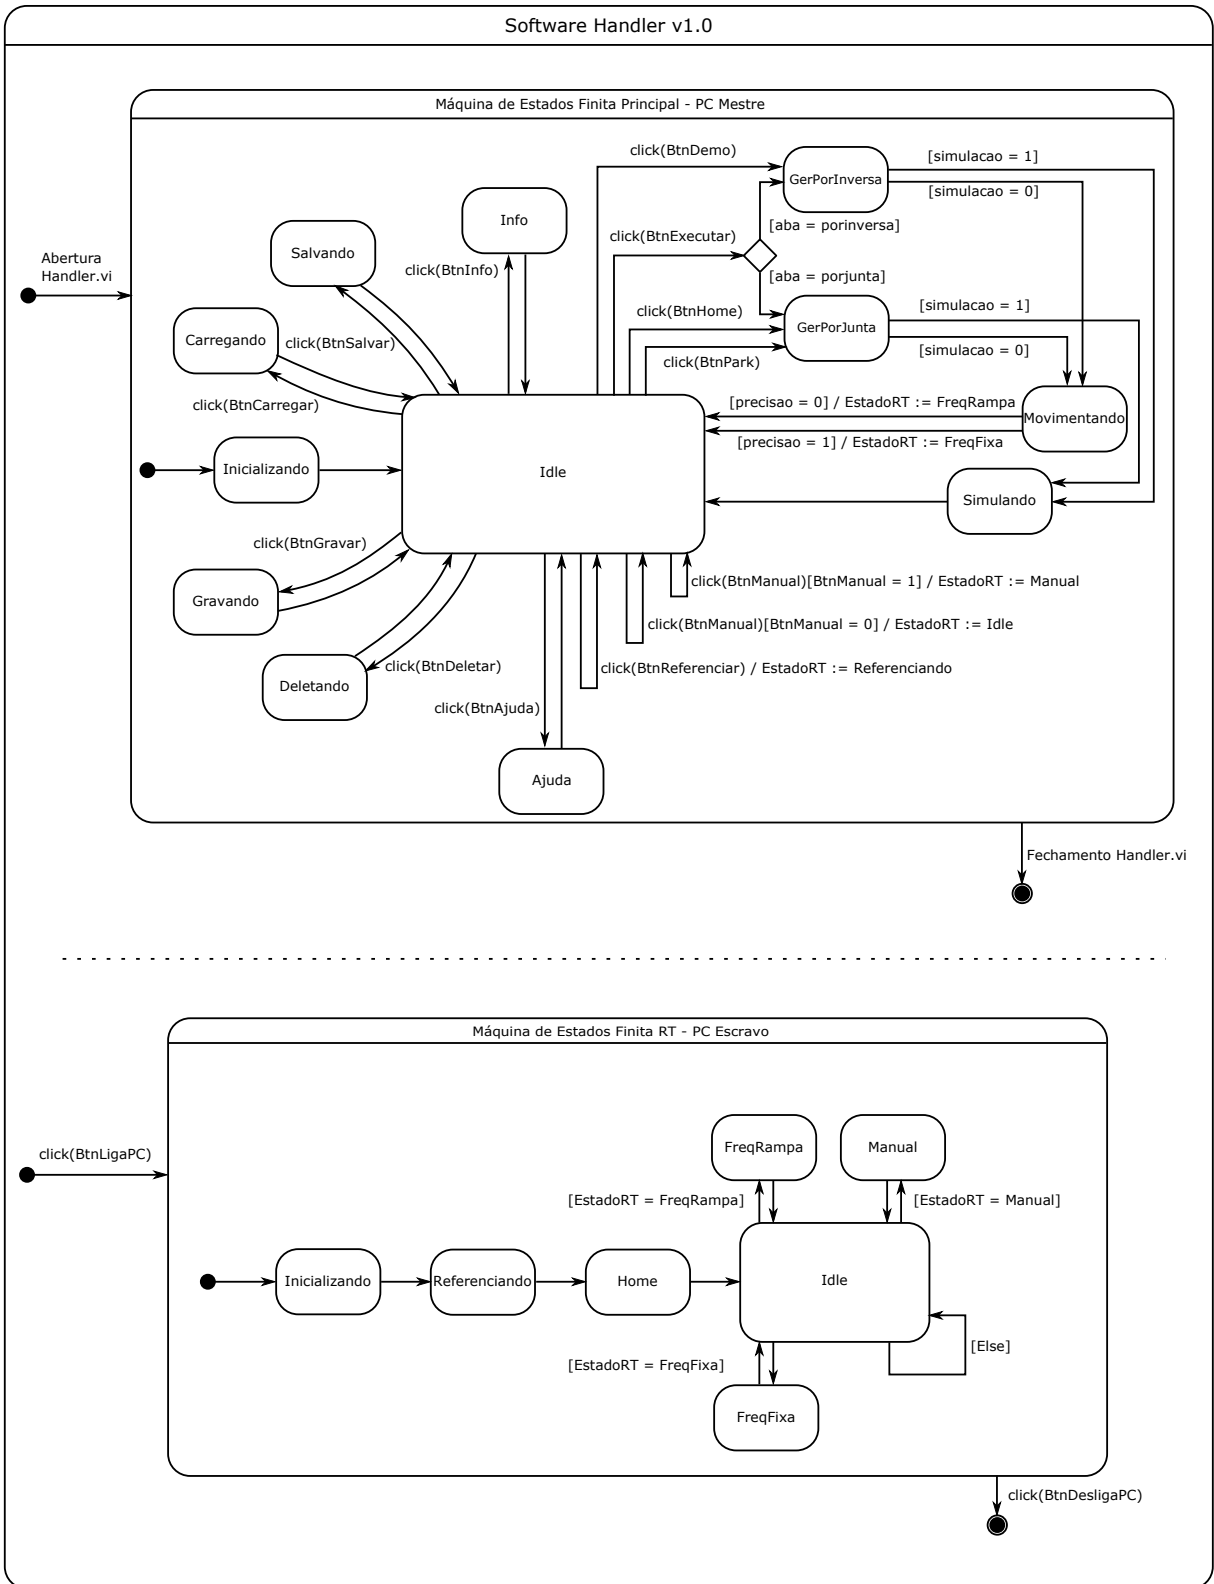 Software Handler v1.0
Máquina de Estados Finita Principal - PC Mestre
Abertura
Handler.vi
click(BtnDemo)
GerPorInversa
[simulacao = 1]
[simulacao = 0]
Info
Salvando
click(BtnInfo)
click(BtnExecutar)
[aba = porinversa]
[aba = porjunta]
Carregando
click(BtnSalvar)
click(BtnCarregar)
click(BtnHome)
GerPorJunta
[simulacao = 1]
[simulacao = 0]
click(BtnPark)
[precisao = 0] / EstadoRT := FreqRampa
Movimentando
[precisao = 1] / EstadoRT := FreqFixa
Inicializando
Idle
Simulando
click(BtnGravar)
Gravando
click(BtnManual)[BtnManual = 1] / EstadoRT := Manual
click(BtnManual)[BtnManual = 0] / EstadoRT := Idle
click(BtnDeletar)
click(BtnReferenciar) / EstadoRT := Referenciando
Deletando
click(BtnAjuda)
Ajuda
Fechamento Handler.vi
Máquina de Estados Finita RT - PC Escravo
click(BtnLigaPC)
FreqRampa
Manual
[EstadoRT = FreqRampa]
[EstadoRT = Manual]
Inicializando
Referenciando
Home
Idle
[Else]
[EstadoRT = FreqFixa]
FreqFixa
click(BtnDesligaPC)